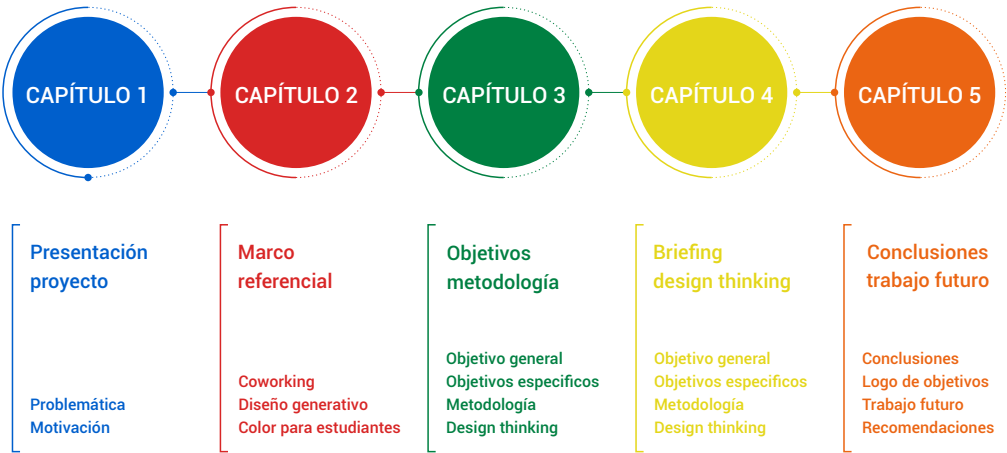 CAPÍTULO 1
CAPÍTULO 2
CAPÍTULO 3
CAPÍTULO 4
CAPÍTULO 5
Presentación
proyecto
Problemática
Motivación
Marco
referencial
Coworking
Diseño generativo
Color para estudiantes
Objetivos
metodología
Objetivo general
Objetivos especificos
Metodología
Design thinking
Briefing
design thinking
Objetivo general
Objetivos especificos
Metodología
Design thinking
Conclusiones
trabajo futuro
Conclusiones
Logo de objetivos
Trabajo futuro
Recomendaciones